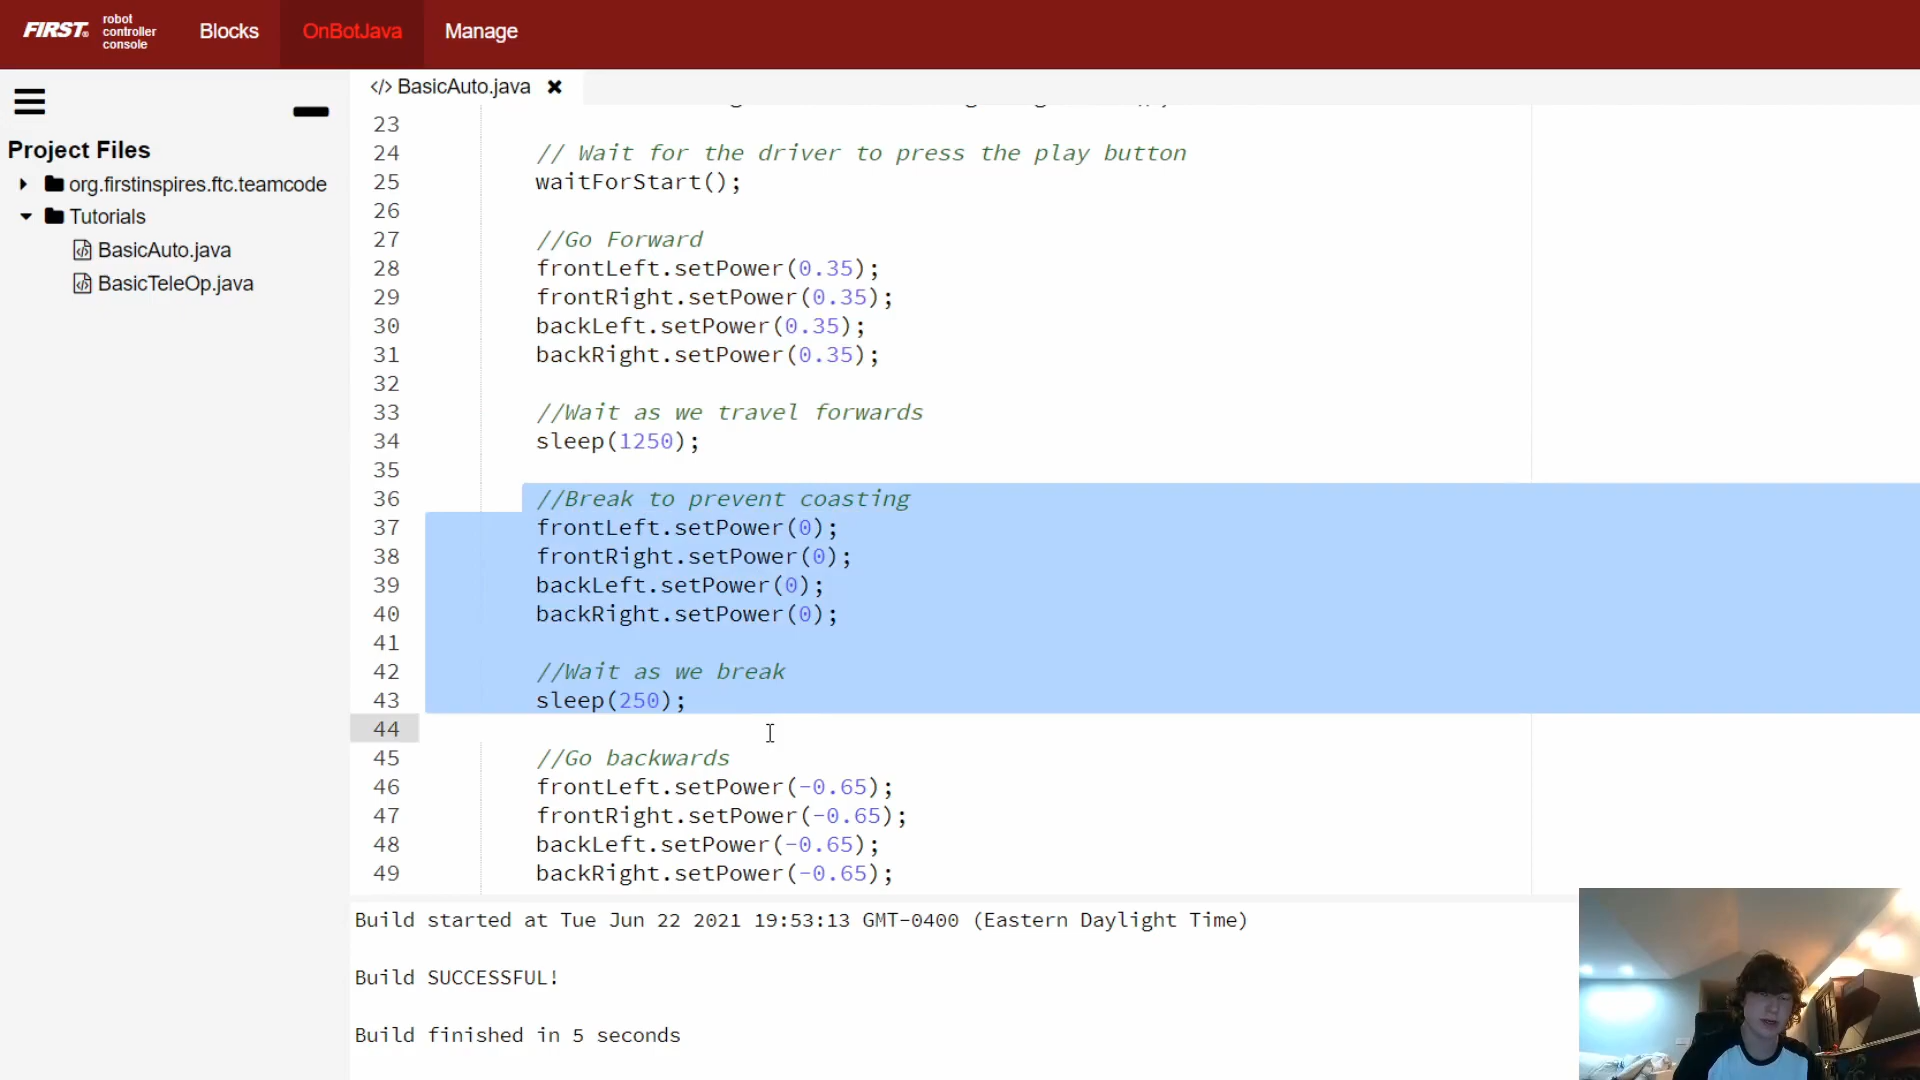 FIRST® robot controller console Blocks OnBotJava Manage
</> BasicAuto.java ✖
Project Files
org.firstinspires.ftc.teamcode
Tutorials
BasicAuto.java
BasicTeleOp.java
23
24 // Wait for the driver to press the play button
25 waitForStart();
26
27 //Go Forward
28 frontLeft.setPower(0.35);
29 frontRight.setPower(0.35);
30 backLeft.setPower(0.35);
31 backRight.setPower(0.35);
32
33 //Wait as we travel forwards
34 sleep(1250);
35
36 //Break to prevent coasting
37 frontLeft.setPower(0);
38 frontRight.setPower(0);
39 backLeft.setPower(0);
40 backRight.setPower(0);
41
42 //Wait as we break
43 sleep(250);
44
45 //Go backwards
46 frontLeft.setPower(-0.65);
47 frontRight.setPower(-0.65);
48 backLeft.setPower(-0.65);
49 backRight.setPower(-0.65);
Build started at Tue Jun 22 2021 19:53:13 GMT-0400 (Eastern Daylight Time)
Build SUCCESSFUL!
Build finished in 5 seconds